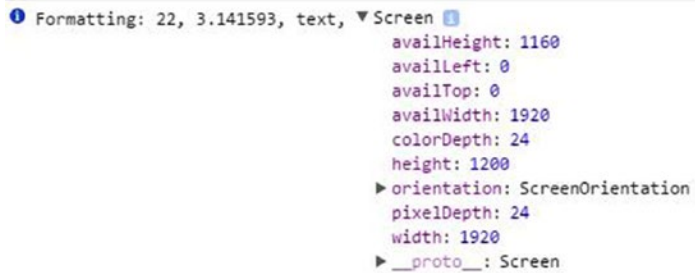 Formatting: 22, 3.141593, text, ▼Screen i
availHeight: 1160
availLeft: 0
availTop: 0
availWidth: 1920
colorDepth: 24
height: 1200
▶orientation: ScreenOrientation
pixelDepth: 24
width: 1920
▶__proto__: Screen